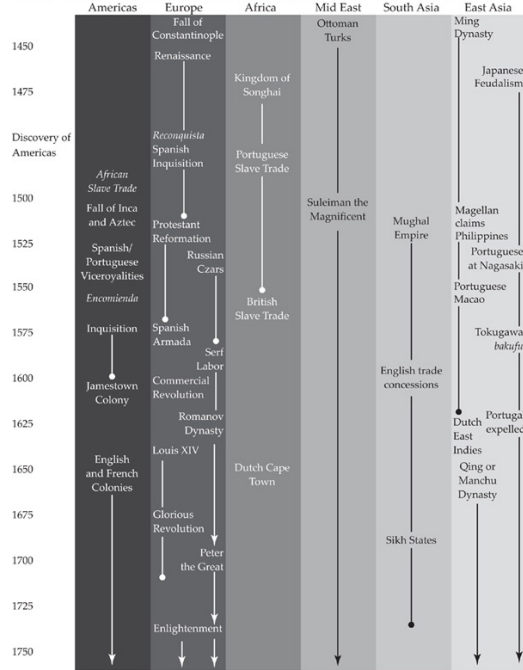 Americas
Europe
Africa
Mid East
South Asia
East Asia
1450
1475
Discovery of
Americas
1500
1525
1550
1575
1600
1625
1650
1675
1700
1725
1750
African
Slave Trade
Fall of Inca
and Aztec
Spanish/
Portuguese
Viceroyalities
Encomienda
Inquisition
Jamestown
Colony
English
and French
Colonies
Fall of
Constantinople
Renaissance
Reconquista
Spanish
Inquisition
Protestant
Reformation
Russian
Czars
Spanish
Armada
Serf
Labor
Commercial
Revolution
Romanov
Dynasty
Louis XIV
Glorious
Revolution
Peter
the Great
Enlightenment
Kingdom of
Songhai
Portuguese
Slave Trade
British
Slave Trade
Dutch Cape
Town
Ottoman
Turks
Suleiman the
Magnificent
Mughal
Empire
English trade
concessions
Sikh States
Ming
Dynasty
Japanese
Feudalism
Magellan
claims
Philippines
Portuguese
at Nagasaki
Portuguese
Macao
Tokugawa
bakufu
Portugal
expelled
Dutch
East
Indies
Qing or
Manchu
Dynasty